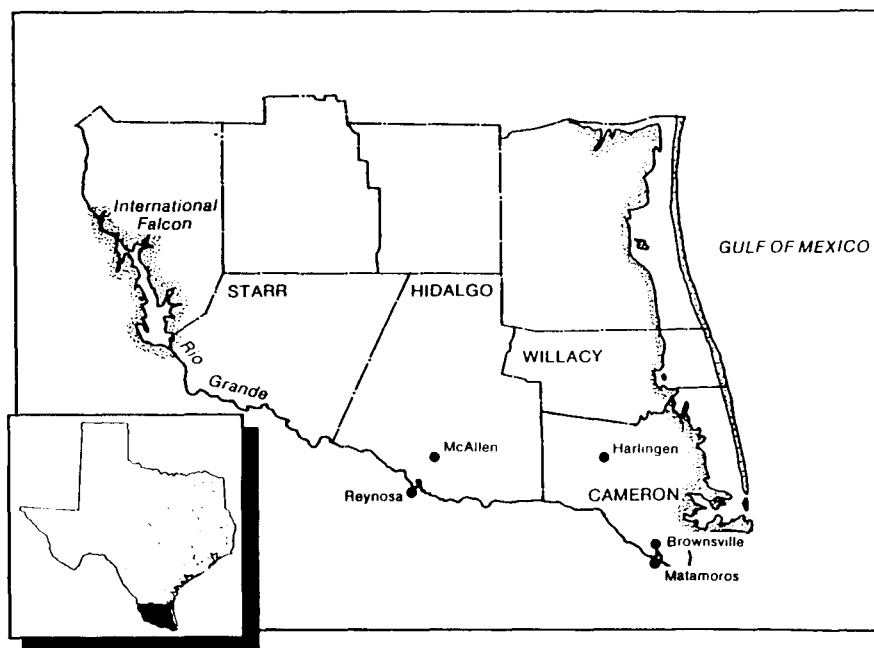 International
Falcon
GULF OF MEXICO
STARR
HIDALGO
WILLACY
Rio
Grande
McAllen
Harlingen
Reynosa
CAMERON
Brownsville
Matamoros